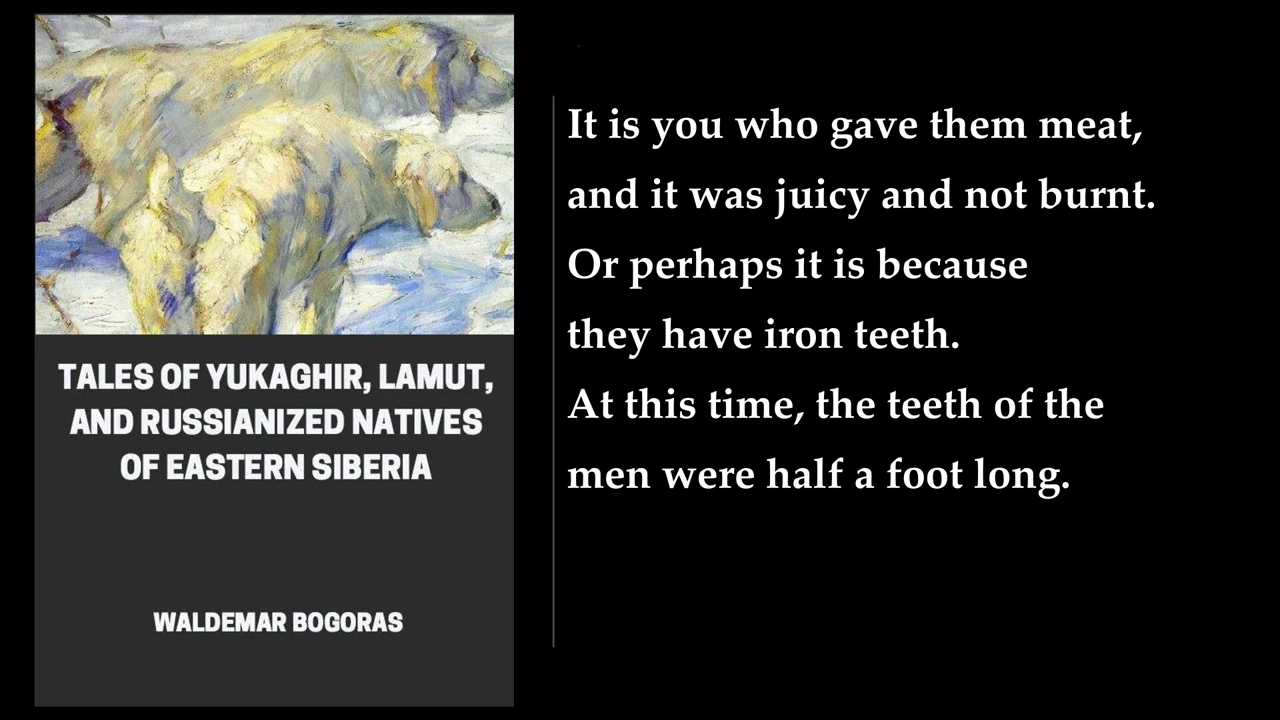 TALES OF YUKAGHIR, LAMUT,
AND RUSSIANIZED NATIVES
OF EASTERN SIBERIA
WALDEMAR BOGORAS
It is you who gave them meat,
and it was juicy and not burnt.
Or perhaps it is because
they have iron teeth.
At this time, the teeth of the
men were half a foot long.